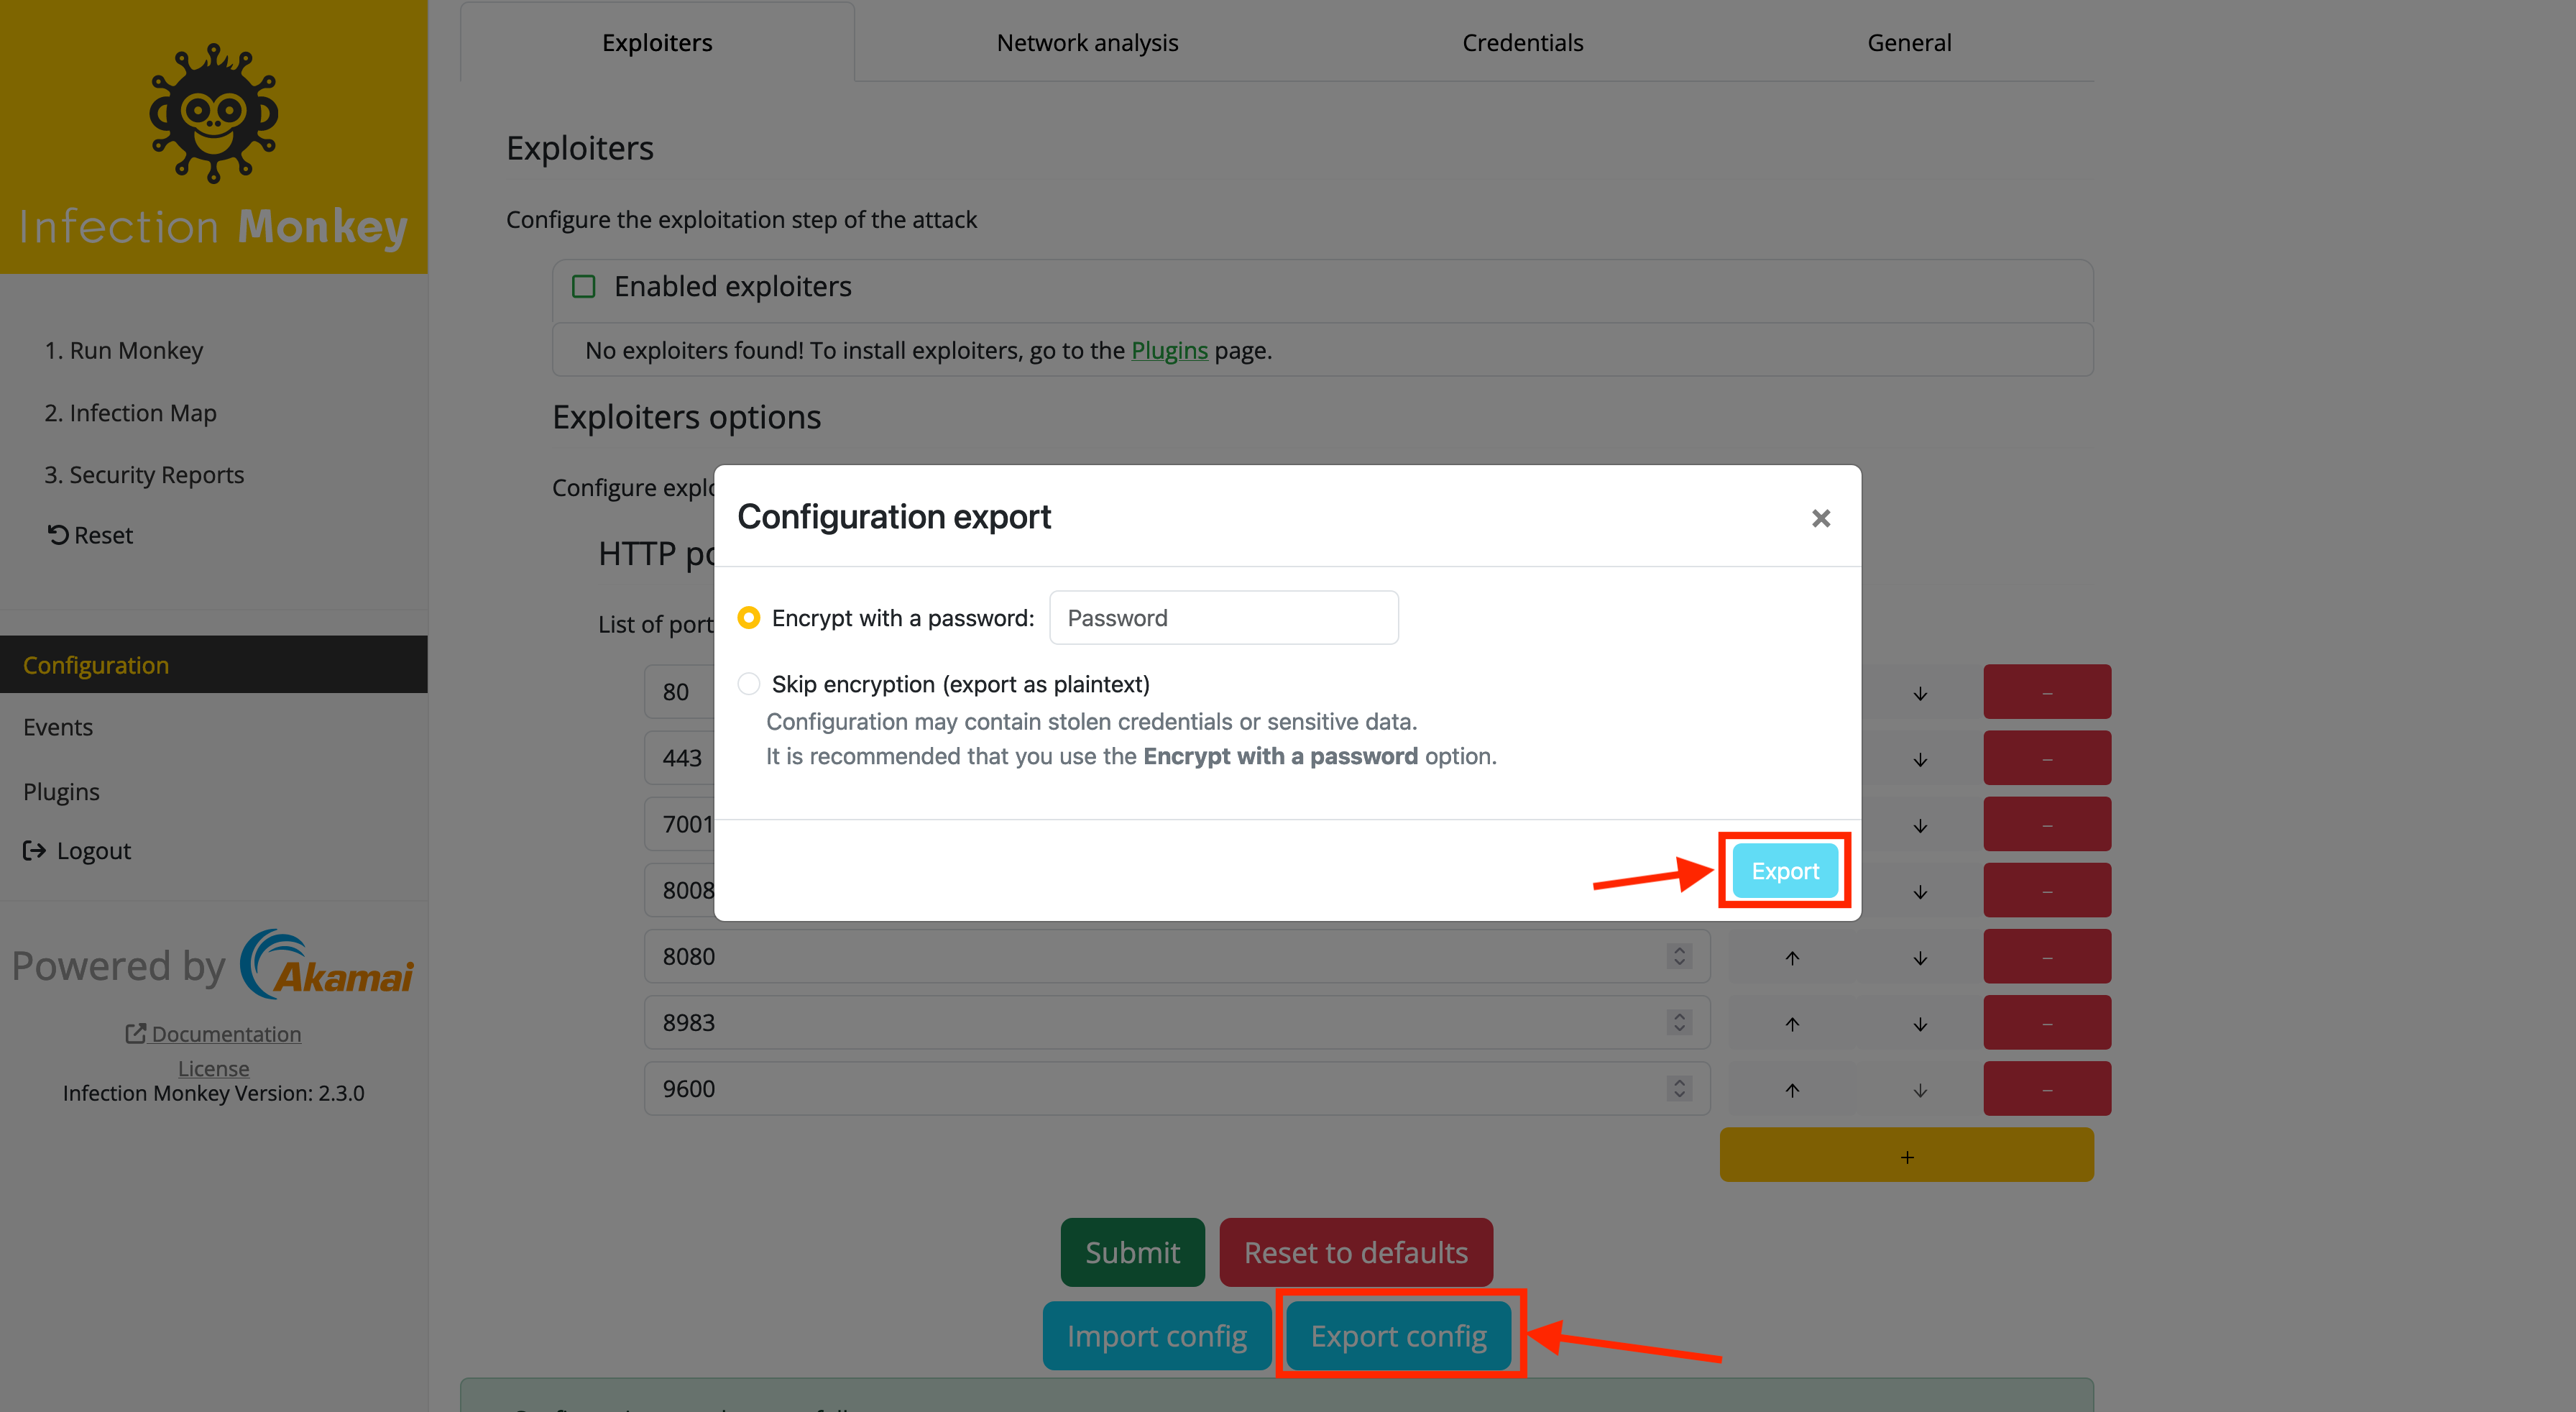 Infection Monkey
1. Run Monkey
2. Infection Map
3. Security Reports
Reset
Configuration
Events
Plugins
Logout
Powered by Akamai
Documentation
License
Infection Monkey Version: 2.3.0
Exploiters Network analysis Credentials General
Exploiters
Configure the exploitation step of the attack
Enabled exploiters
No exploiters found! To install exploiters, go to the Plugins page.
Exploiters options
Configure explo
HTTP po
List of port
Configuration export ×
Encrypt with a password: Password
Skip encryption (export as plaintext)
Configuration may contain stolen credentials or sensitive data.
It is recommended that you use the Encrypt with a password option.
Export
80 ↓ −
443 ↓ −
7001 ↓ −
8008 ↓ −
8080 ↑ ↓ −
8983 ↑ ↓ −
9600 ↑ ↓ −
+
Submit Reset to defaults
Import config Export config